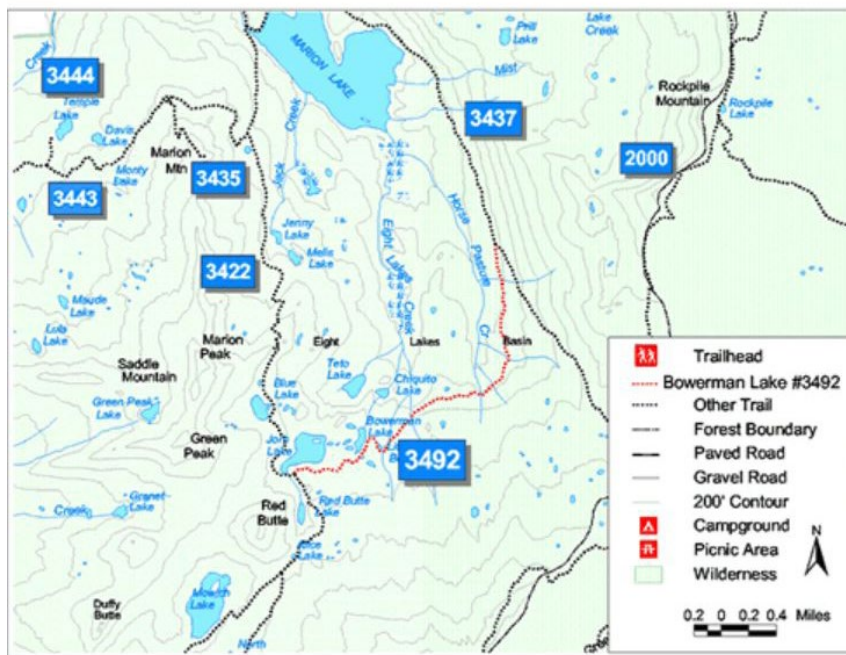 MARION LAKE
Prill
Lake
Lake
Creek
Creek
3444
Mist
Rockpile
Mountain
Temple
Lake
Rockpile
Lake
3437
Davis
Lake
Creek
Marion
Mtn
2000
Monty
Lake
3435
3443
Jack
Horse
Jenny
Lake
Eight Lakes
Pasture
Melis
Lake
3422
Maude
Lake
Creek
Lula
Lake
Marion
Peak
Eight
Lakes
Cr
Basin
Saddle
Mountain
Teto
Lake
Blue
Lake
Chiquito
Lake
Green Peak
Lake
Bowerman
Lake
Jorn
Lake
Green
Peak
3492
Creek
Granet
Lake
Red
Butte
Red Butte
Lake
Lake
Mowich
Lake
Duffy
Butte
North
Trailhead
Bowerman Lake #3492
Other Trail
Forest Boundary
Paved Road
Gravel Road
200' Contour
Campground
Picnic Area
Wilderness
N
0.2 0 0.2 0.4 Miles